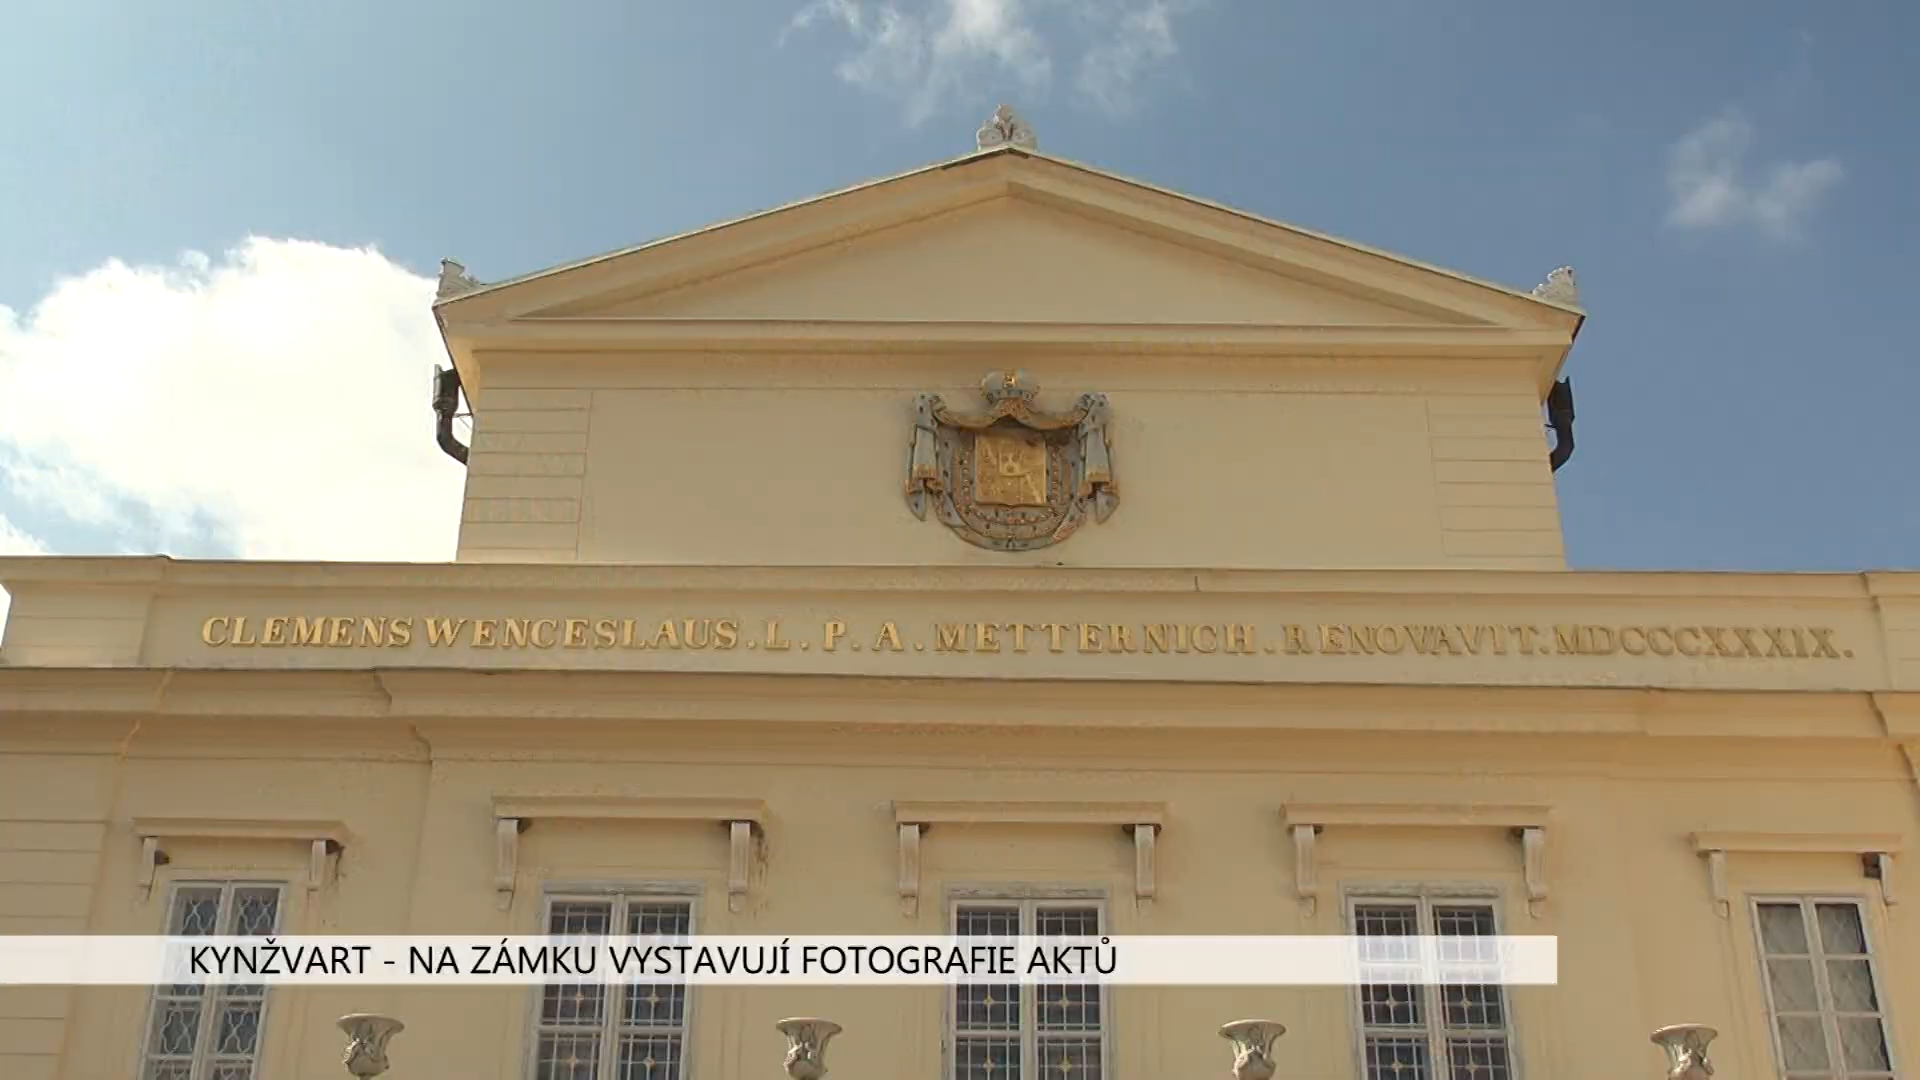 CLEMENS WENCESLAUS . L . P . A . METTERNICH . RENOVAVIT. MDCCCXXXIX.
KYNŽVART - NA ZÁMKU VYSTAVUJÍ FOTOGRAFIE AKTŮ